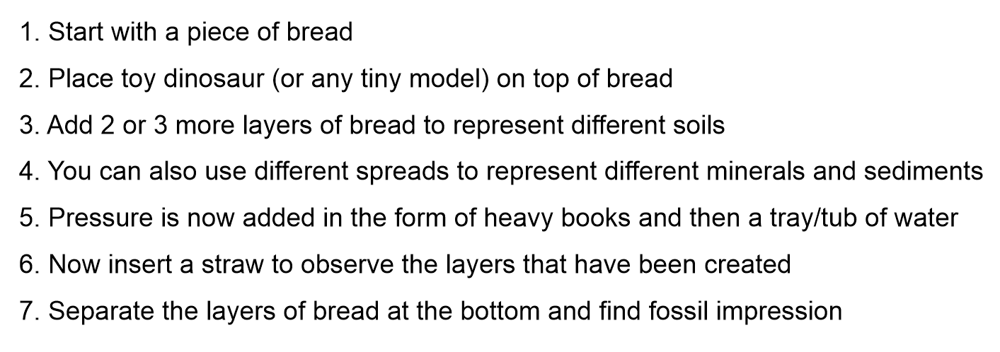 1. Start with a piece of bread
2. Place toy dinosaur (or any tiny model) on top of bread
3. Add 2 or 3 more layers of bread to represent different soils
4. You can also use different spreads to represent different minerals and sediments
5. Pressure is now added in the form of heavy books and then a tray/tub of water
6. Now insert a straw to observe the layers that have been created
7. Separate the layers of bread at the bottom and find fossil impression